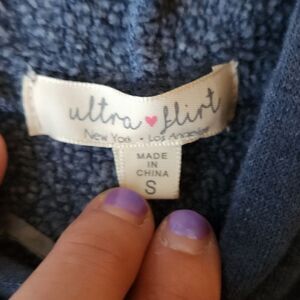 ultra flirt
New York • Los Angeles
MADE
IN
CHINA
S